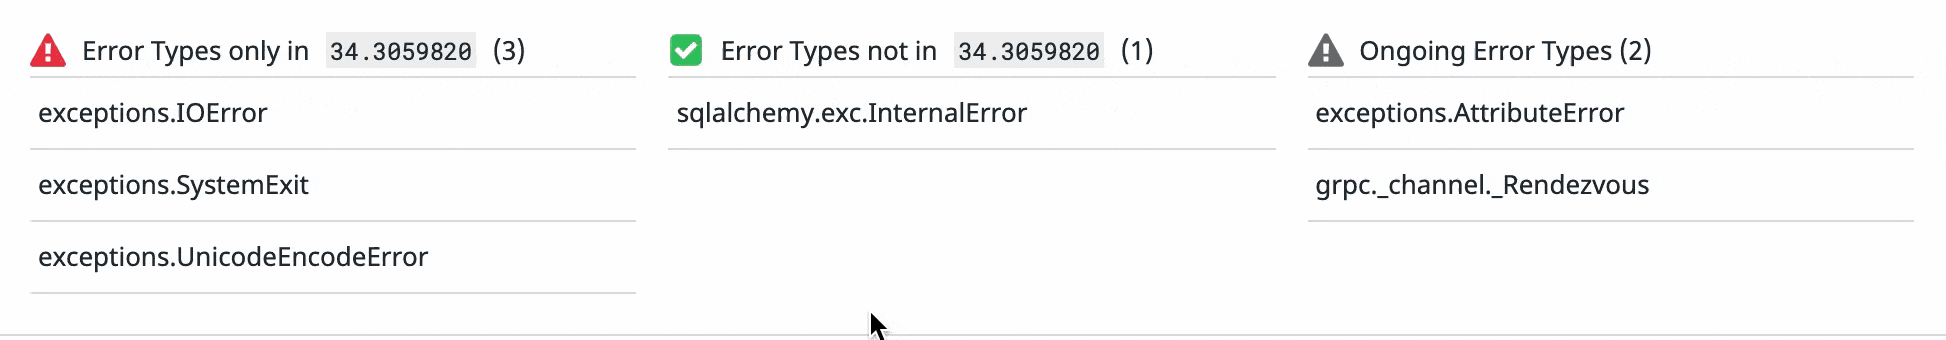 Error Types only in 34.3059820 (3)
exceptions.IOError
exceptions.SystemExit
exceptions.UnicodeEncodeError
Error Types not in 34.3059820 (1)
sqlalchemy.exc.InternalError
Ongoing Error Types (2)
exceptions.AttributeError
grpc._channel._Rendezvous